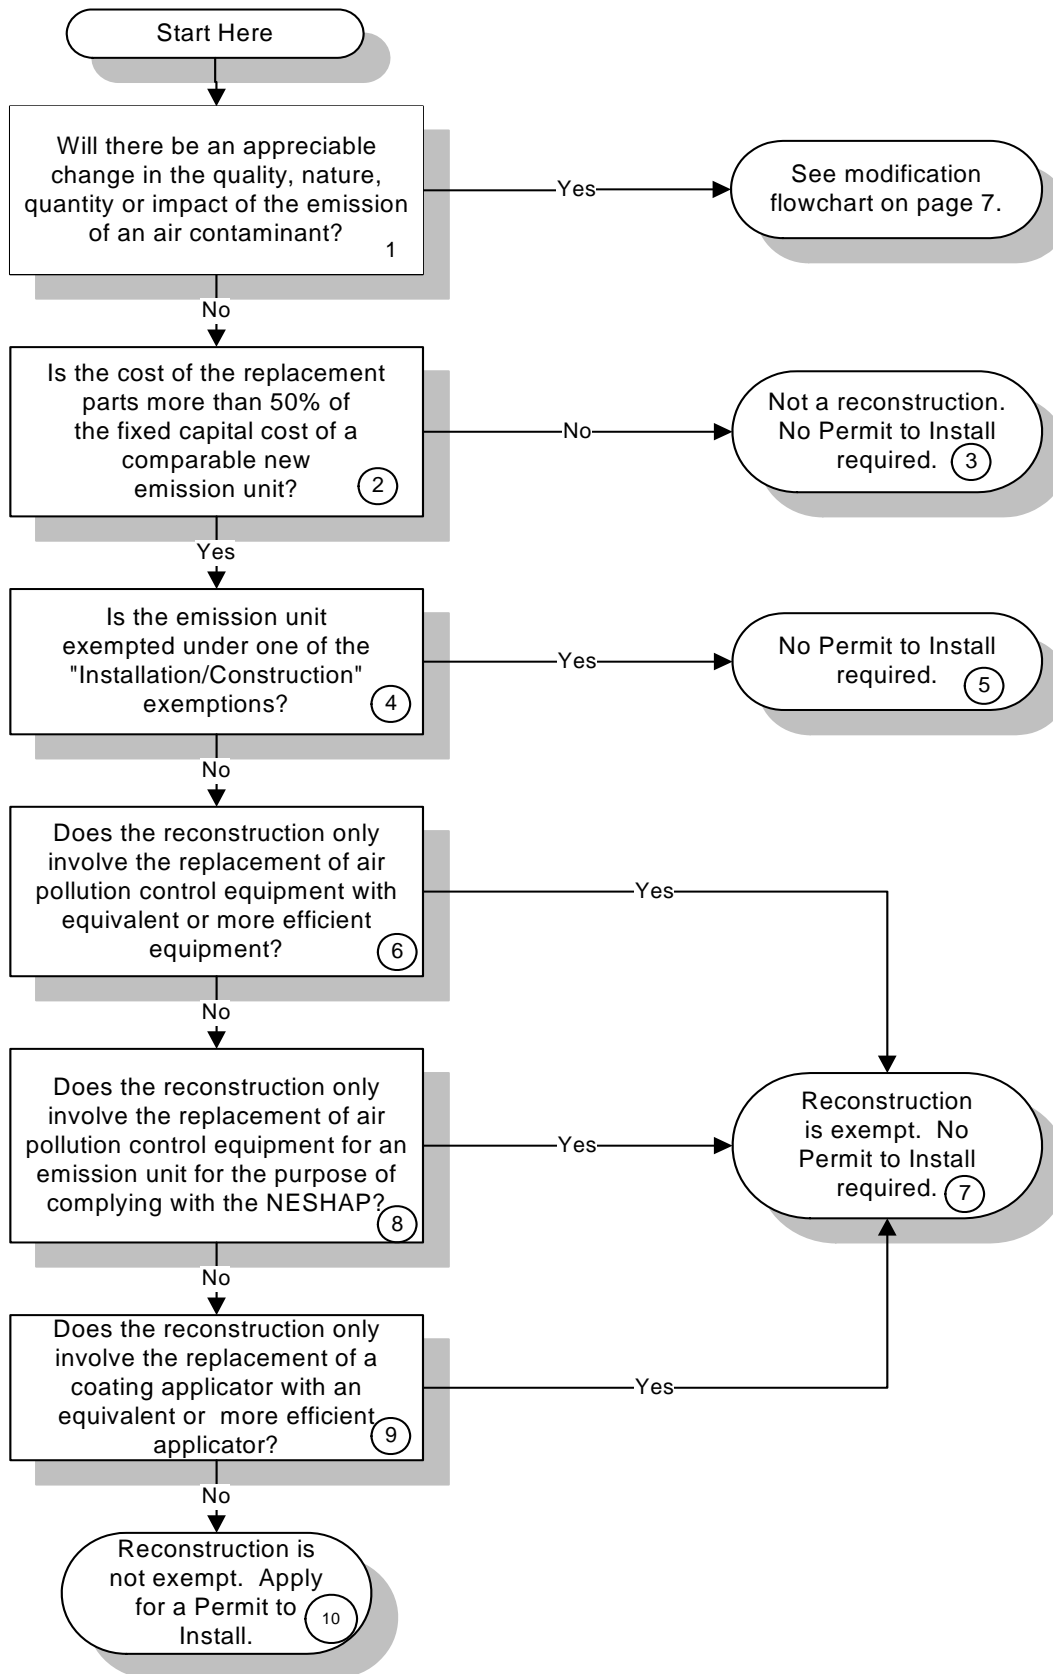 Start Here
Will there be an appreciable
change in the quality, nature,
quantity or impact of the emission
of an air contaminant?
1
Yes
See modification
flowchart on page 7.
No
Is the cost of the replacement
parts more than 50% of
the fixed capital cost of a
comparable new
emission unit?
2
No
Not a reconstruction.
No Permit to Install
required.
3
Yes
Is the emission unit
exempted under one of the
"Installation/Construction"
exemptions?
4
Yes
No Permit to Install
required.
5
No
Does the reconstruction only
involve the replacement of air
pollution control equipment with
equivalent or more efficient
equipment?
6
Yes
No
Does the reconstruction only
involve the replacement of air
pollution control equipment for an
emission unit for the purpose of
complying with the NESHAP?
8
Yes
Reconstruction
is exempt. No
Permit to Install
required.
7
No
Does the reconstruction only
involve the replacement of a
coating applicator with an
equivalent or more efficient
applicator?
9
Yes
No
Reconstruction is
not exempt. Apply
for a Permit to
Install.
10